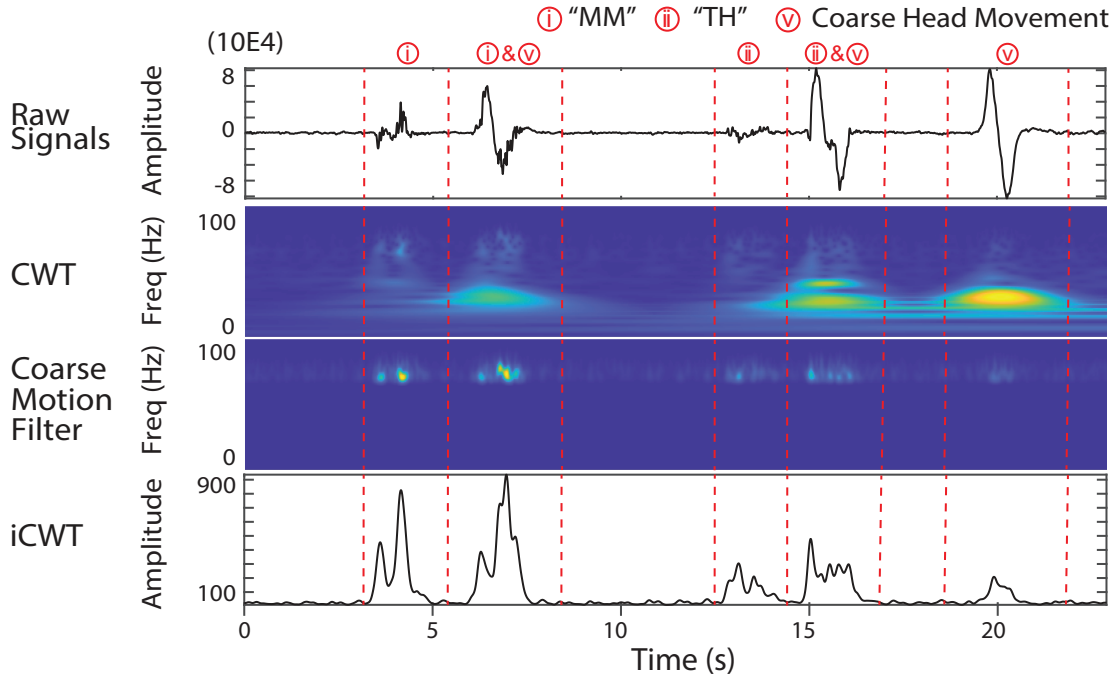 ⓘ “MM” ⓘⓘ “TH” ⓥ Coarse Head Movement
(10E4) ⓘ ⓘ & ⓥ ⓘⓘ ⓘⓘ & ⓥ ⓥ
Raw Signals
Amplitude
8
0
-8
CWT
Freq (Hz)
100
0
Coarse Motion Filter
Freq (Hz)
100
0
iCWT
Amplitude
900
100
0 5 10 15 20
Time (s)